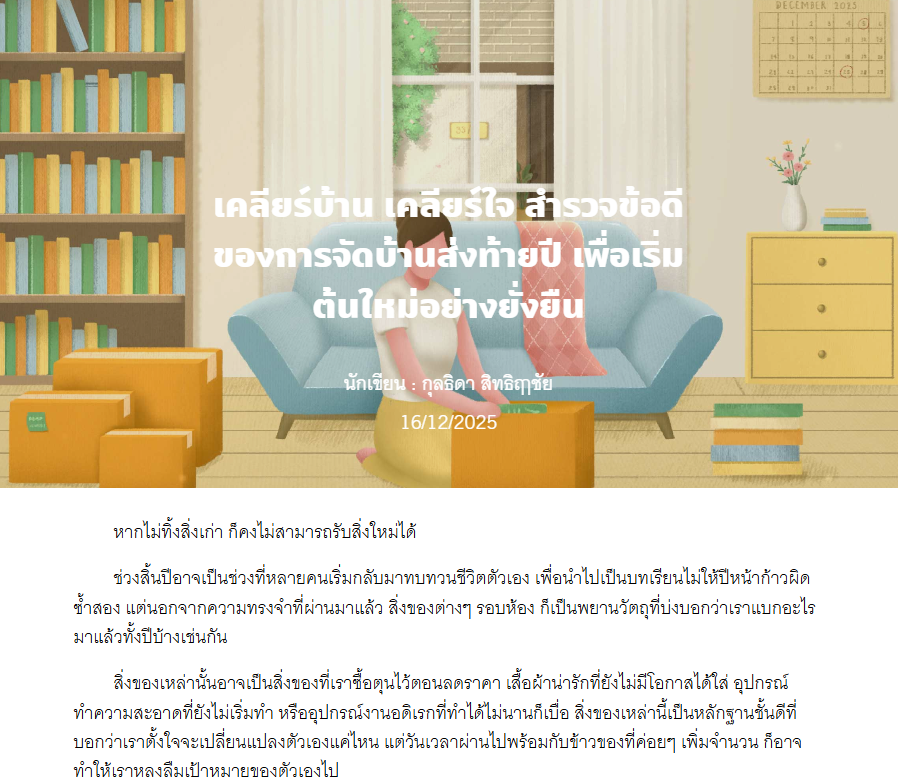 DECEMBER 2025
เคลียร์บ้าน เคลียร์ใจ สำรวจข้อดี
ของการจัดบ้านส่งท้ายปี เพื่อเริ่ม
ต้นใหม่อย่างยั่งยืน
นักเขียน : กุลธิดา สิทธิฤๅชัย
16/12/2025
หากไม่ทิ้งสิ่งเก่า ก็คงไม่สามารถรับสิ่งใหม่ได้
ช่วงสิ้นปีอาจเป็นช่วงที่หลายคนเริ่มกลับมาทบทวนชีวิตตัวเอง เพื่อนำไปเป็นบทเรียนไม่ให้ปีหน้าก้าวผิด
ซ้ำสอง แต่นอกจากความทรงจำที่ผ่านมาแล้ว สิ่งของต่างๆ รอบห้อง ก็เป็นพยานวัตถุที่บ่งบอกว่าเราแบกอะไร
มาแล้วทั้งปีบ้างเช่นกัน
สิ่งของเหล่านั้นอาจเป็นสิ่งของที่เราซื้อตุนไว้ตอนลดราคา เสื้อผ้าน่ารักที่ยังไม่มีโอกาสได้ใส่ อุปกรณ์
ทำความสะอาดที่ยังไม่เริ่มทำ หรืออุปกรณ์งานอดิเรกที่ทำได้ไม่นานก็เบื่อ สิ่งของเหล่านี้เป็นหลักฐานชั้นดีที่
บอกว่าเราตั้งใจจะเปลี่ยนแปลงตัวเองแค่ไหน แต่วันเวลาผ่านไปพร้อมกับข้าวของที่ค่อยๆ เพิ่มจำนวน ก็อาจ
ทำให้เราหลงลืมเป้าหมายของตัวเองไป